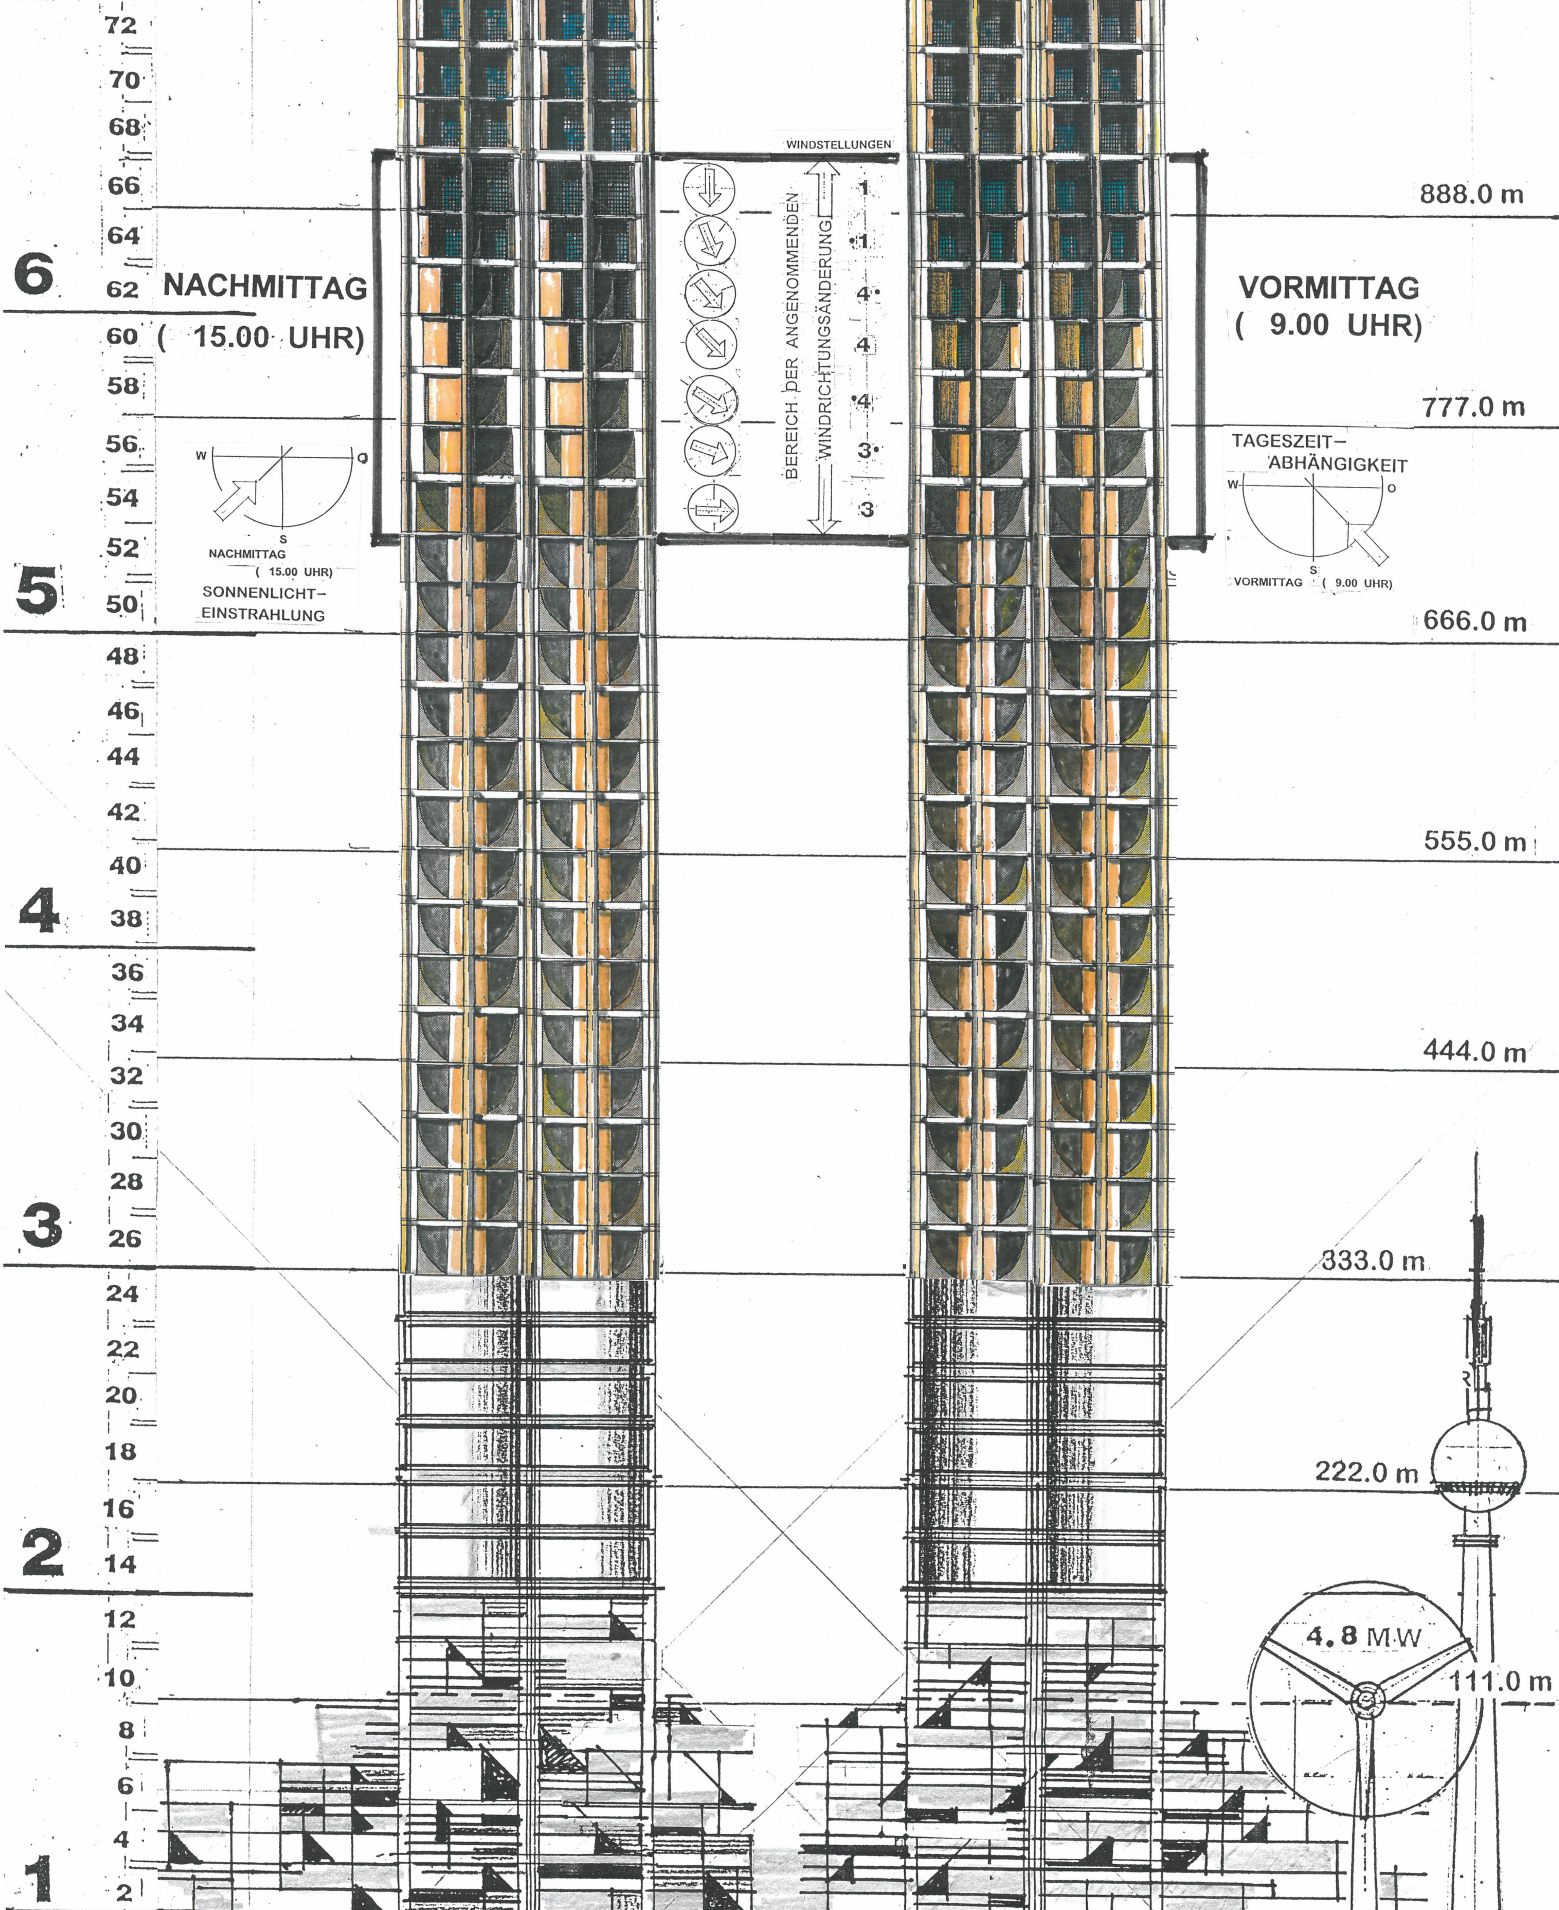 72
70
68
66
64
6
62
60
58
56
54
52
5
50
48
46
44
42
40
4
38
36
34
32
30
28
3
26
24
22
20
18
16
2
14
12
10
8
6
4
1
2
NACHMITTAG
( 15.00 UHR)
W
O
S
NACHMITTAG
( 15.00 UHR)
SONNENLICHT-
EINSTRAHLUNG
WINDSTELLUNGEN
BEREICH DER ANGENOMMENDEN
WINDRICHTUNGSÄNDERUNG
1
•1
4•
4
•4
3•
3
888.0 m
VORMITTAG
( 9.00 UHR)
777.0 m
TAGESZEIT-
ABHÄNGIGKEIT
W
O
S
VORMITTAG ( 9.00 UHR)
666.0 m
555.0 m
444.0 m
333.0 m
222.0 m
4.8 MW
111.0 m